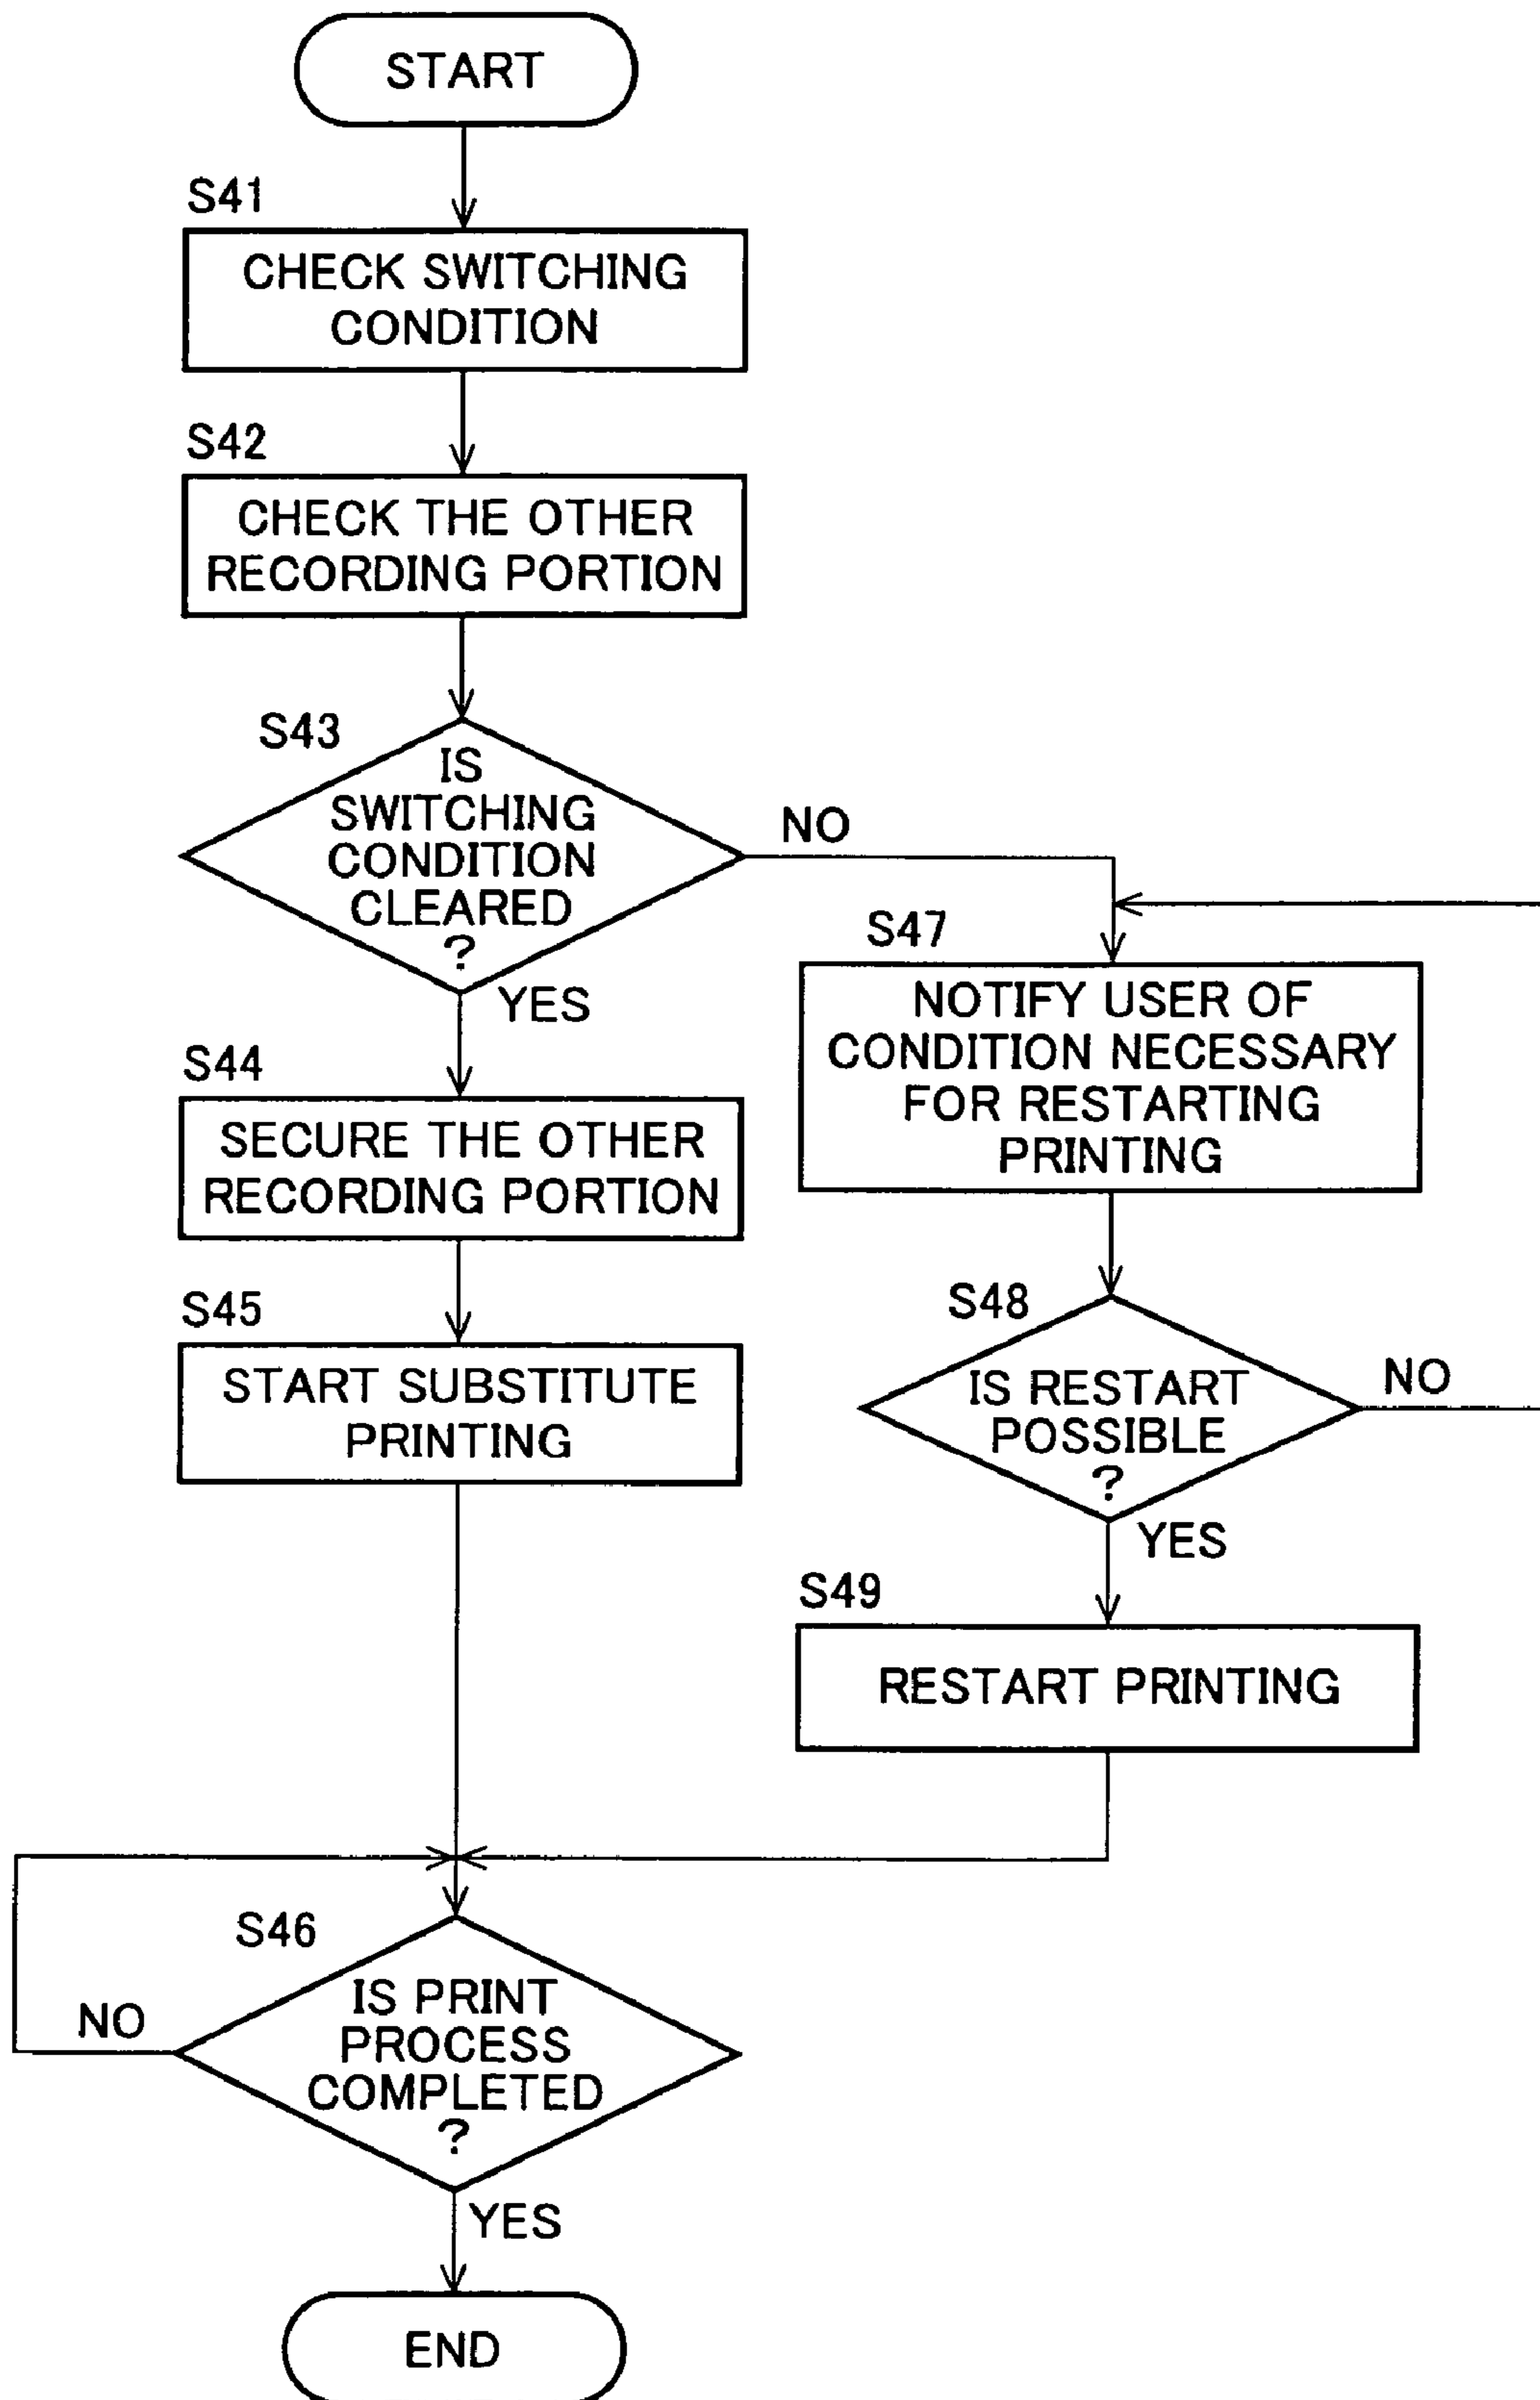 START
S41
CHECK SWITCHING
CONDITION
S42
CHECK THE OTHER
RECORDING PORTION
S43
IS
SWITCHING
CONDITION
CLEARED
?
NO
YES
S44
SECURE THE OTHER
RECORDING PORTION
S45
START SUBSTITUTE
PRINTING
S47
NOTIFY USER OF
CONDITION NECESSARY
FOR RESTARTING
PRINTING
S48
IS RESTART
POSSIBLE
?
NO
YES
S49
RESTART PRINTING
S46
IS PRINT
PROCESS
COMPLETED
?
NO
YES
END